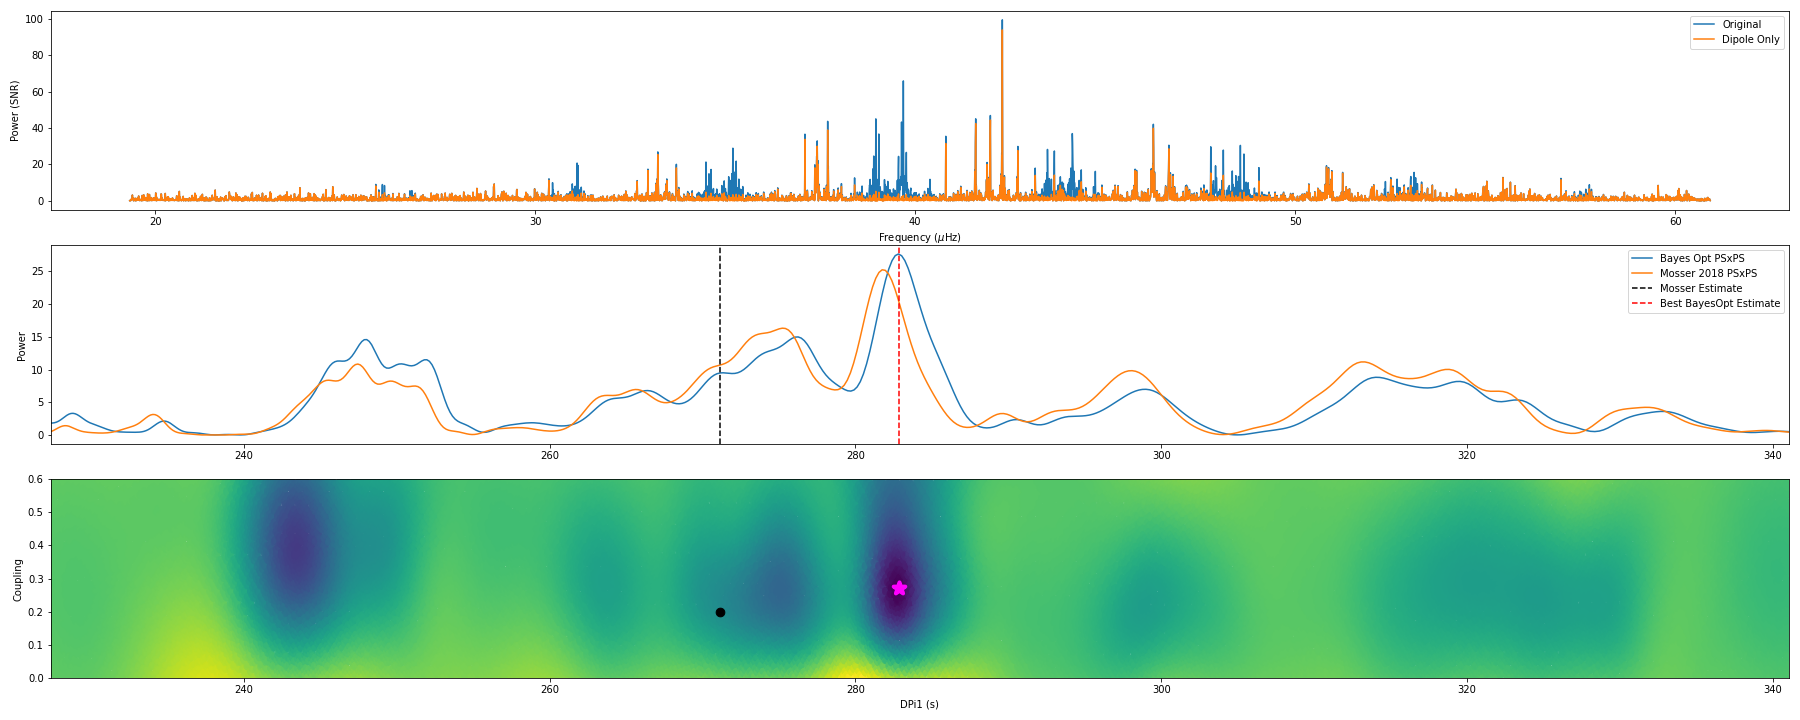 100
80
60
40
20
0
Power (SNR)
Original
Dipole Only
20 30 40 50 60
Frequency (μHz)
25
20
15
10
5
0
Power
Bayes Opt PSxPS
Mosser 2018 PSxPS
Mosser Estimate
Best BayesOpt Estimate
240 260 280 300 320 340
0.6
0.5
0.4
0.3
0.2
0.1
0.0
Coupling
240 260 280 300 320 340
DPi1 (s)